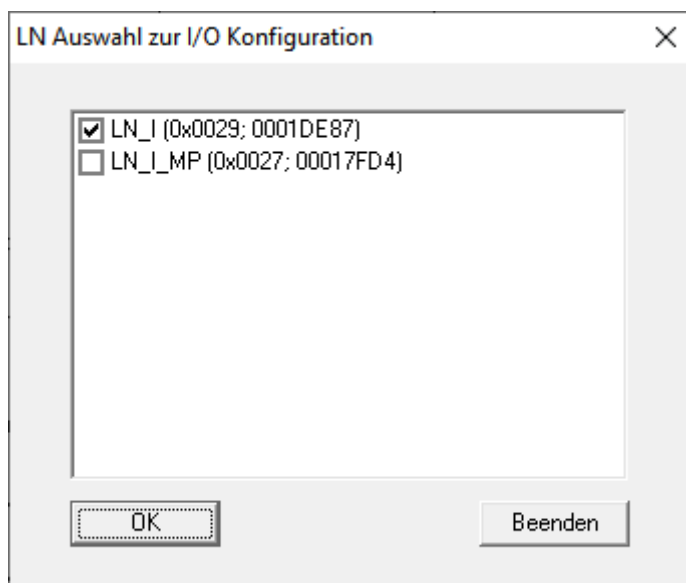 LN Auswahl zur I/O Konfiguration
LN_I (0x0029; 0001DE87)
LN_I_MP (0x0027; 00017FD4)
OK
Beenden